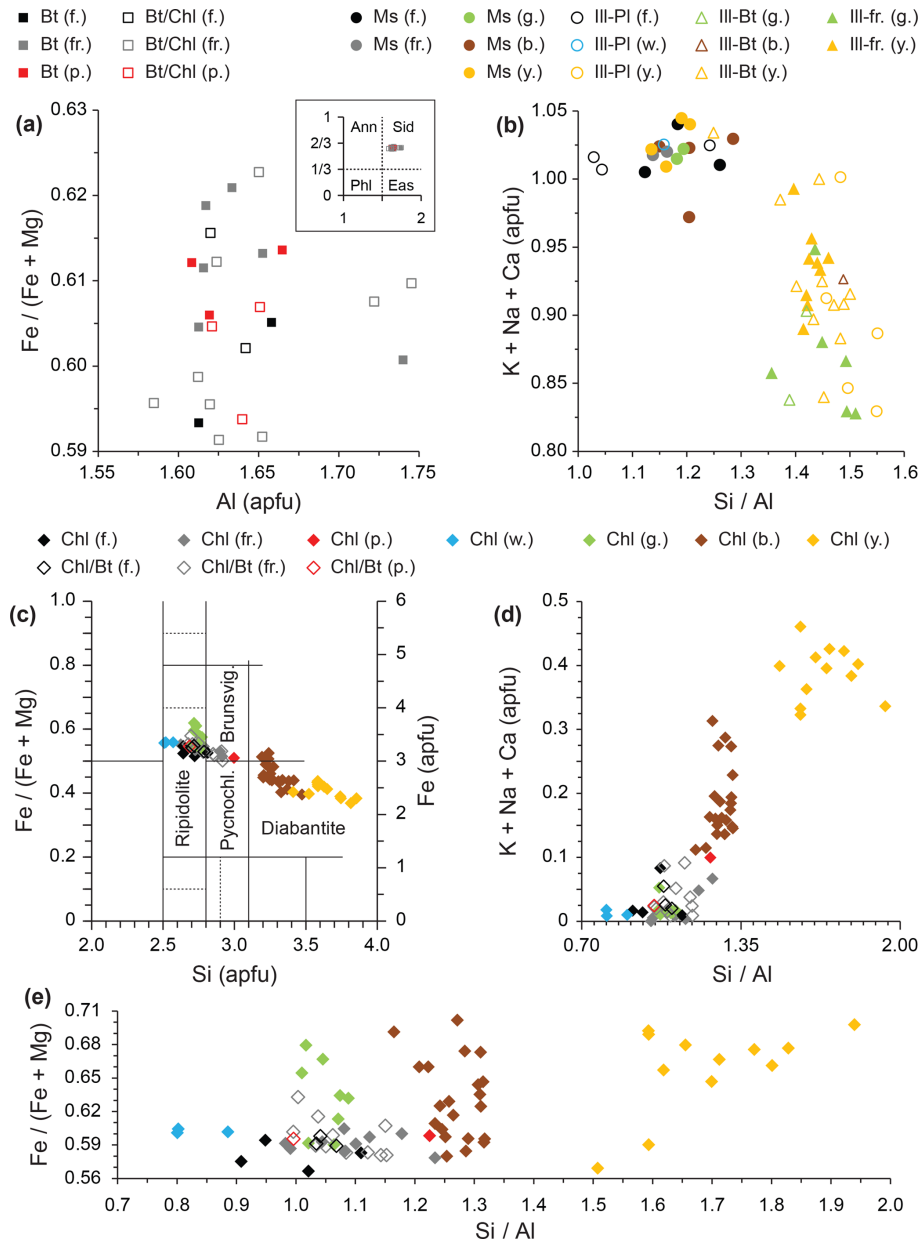 Bt (f.) Bt/Chl (f.) Ms (f.) Ms (g.) Ill-Pl (f.) Ill-Bt (g.) Ill-fr. (g.)
Bt (fr.) Bt/Chl (fr.) Ms (fr.) Ms (b.) Ill-Pl (w.) Ill-Bt (b.) Ill-fr. (y.)
Bt (p.) Bt/Chl (p.) Ms (y.) Ill-Pl (y.) Ill-Bt (y.)
(a)
Fe / (Fe + Mg)
0.63
0.62
0.61
0.60
0.59
1.55 1.60 1.65 1.70 1.75
Al (apfu)
1
2/3
1/3
0
Ann Sid
Phl Eas
1 2
(b)
K + Na + Ca (apfu)
1.05
1.00
0.95
0.90
0.85
0.80
1.0 1.1 1.2 1.3 1.4 1.5 1.6
Si / Al
Chl (f.) Chl (fr.) Chl (p.) Chl (w.) Chl (g.) Chl (b.) Chl (y.)
Chl/Bt (f.) Chl/Bt (fr.) Chl/Bt (p.)
(c)
Fe / (Fe + Mg)
1.0
0.8
0.6
0.4
0.2
0
2.0 2.5 3.0 3.5 4.0
Si (apfu)
Ripidolite
Pycnochl.
Brunsvig.
Diabantite
6
5
4
3
2
1
0
Fe (apfu)
(d)
K + Na + Ca (apfu)
0.5
0.4
0.3
0.2
0.1
0
0.70 1.35 2.00
Si / Al
(e)
Fe / (Fe + Mg)
0.71
0.68
0.65
0.62
0.59
0.56
0.7 0.8 0.9 1.0 1.1 1.2 1.3 1.4 1.5 1.6 1.7 1.8 1.9 2.0
Si / Al